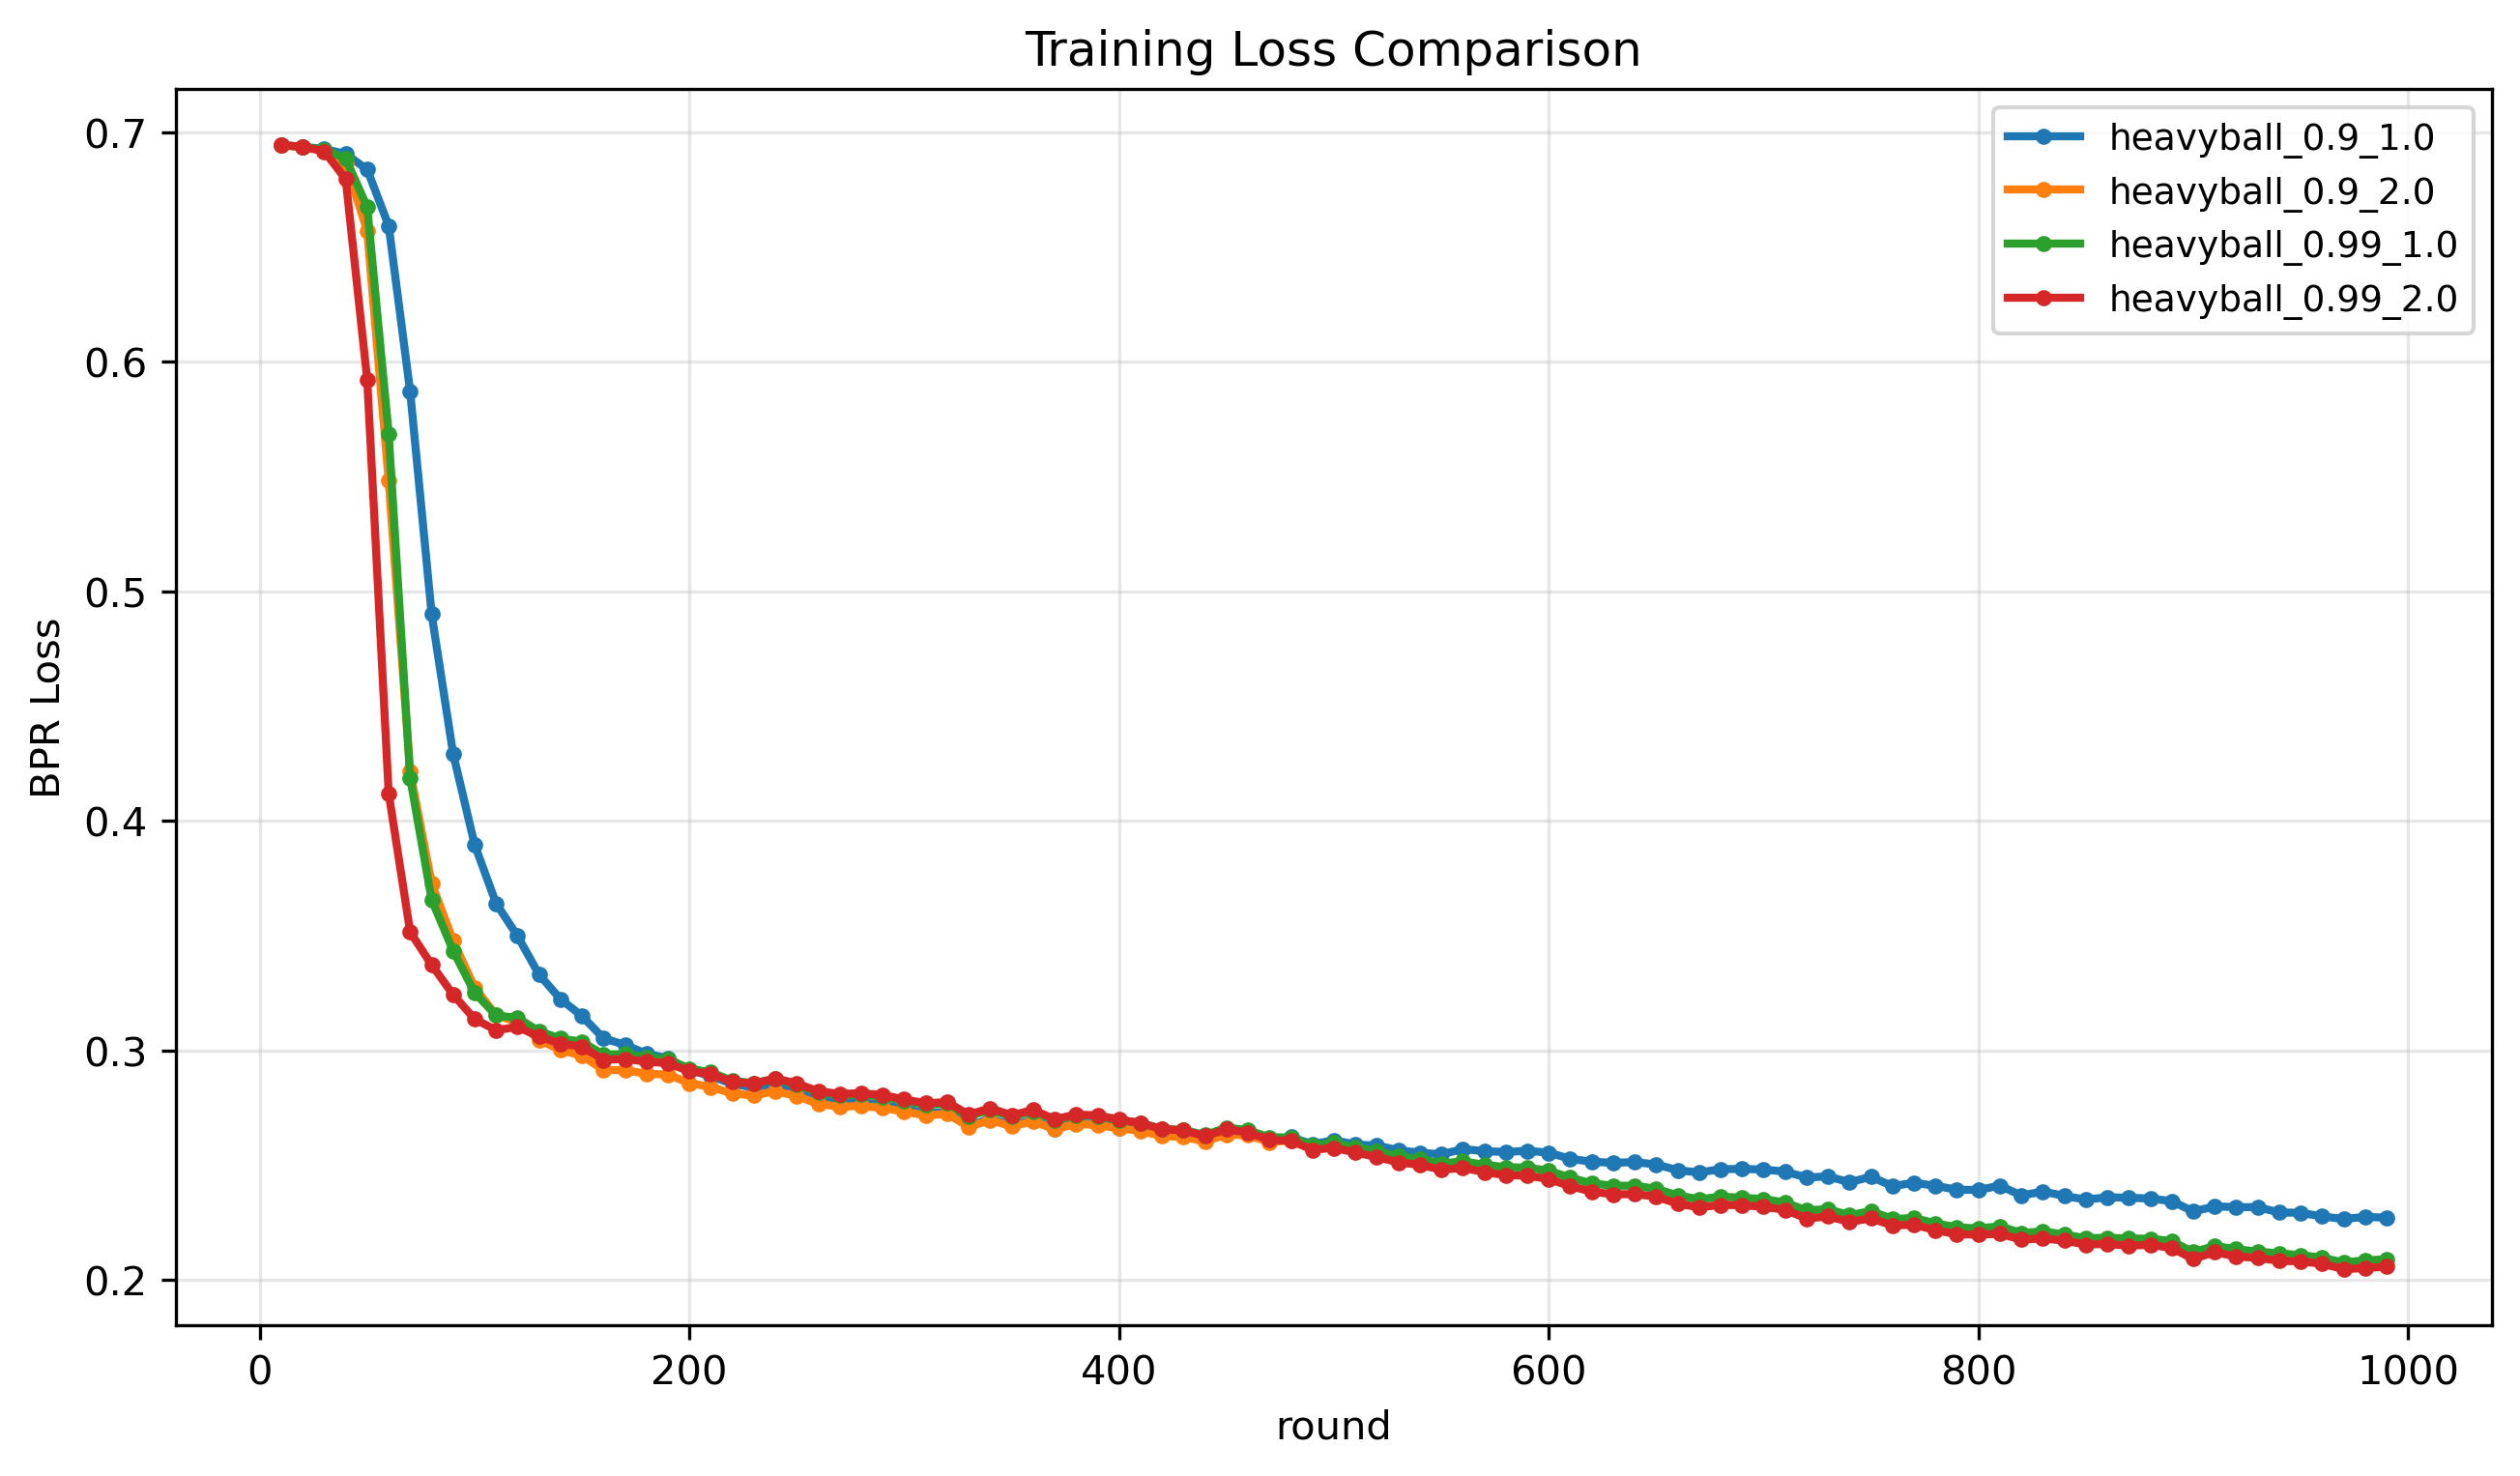 Training Loss Comparison
heavyball_0.9_1.0
heavyball_0.9_2.0
heavyball_0.99_1.0
heavyball_0.99_2.0
BPR Loss
0.7
0.6
0.5
0.4
0.3
0.2
0 200 400 600 800 1000
round